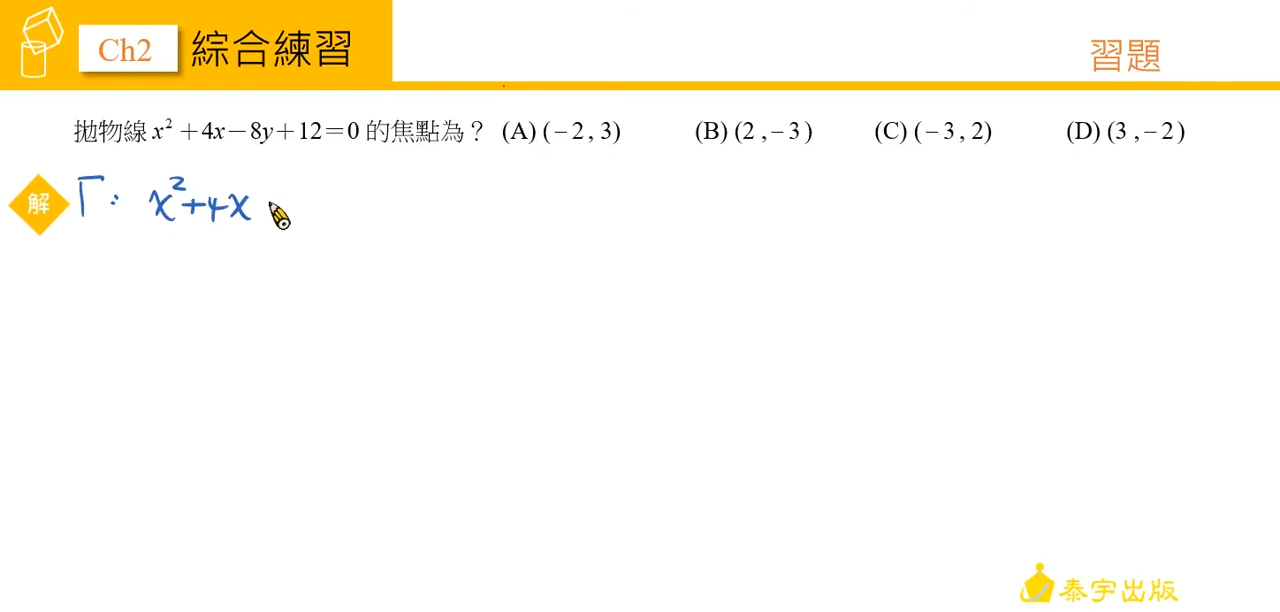 Ch2 綜合練習 習題
拋物線 x² + 4x − 8y + 12 = 0 的焦點為？ (A) ( − 2 , 3) (B) (2 , − 3 ) (C) ( − 3 , 2) (D) (3 , − 2 )
解 Γ : x² + 4x
泰宇出版